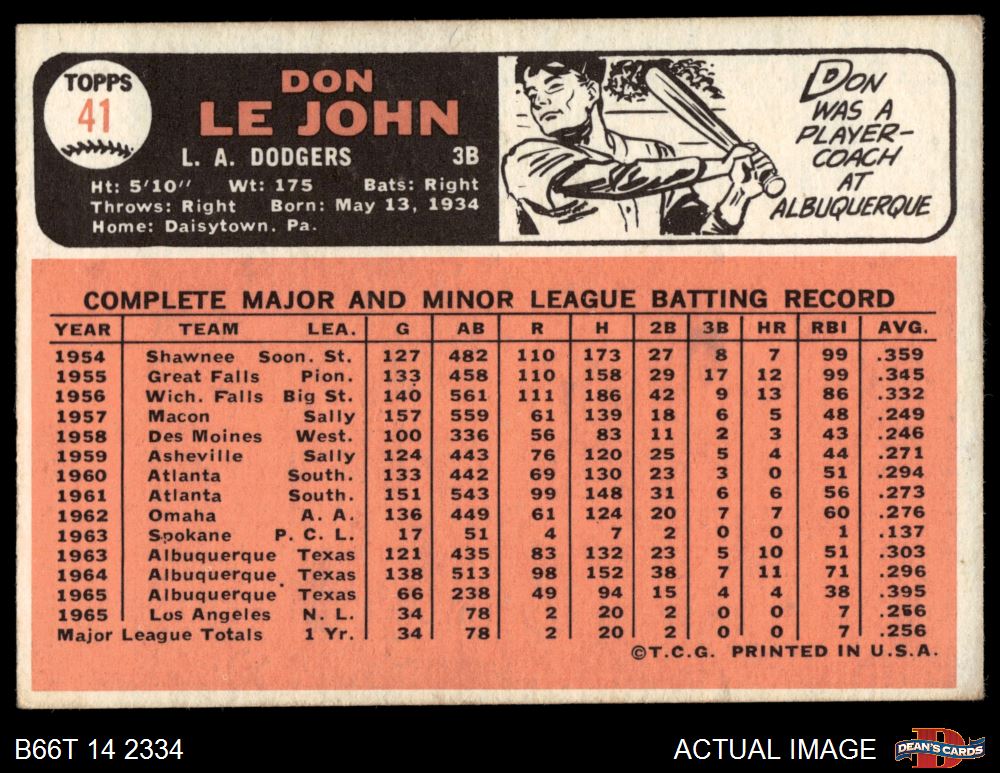 TOPPS
41
DON
LE JOHN
L. A. DODGERS 3B
Ht: 5'10" Wt: 175 Bats: Right
Throws: Right Born: May 13, 1934
Home: Daisytown, Pa.
DON
WAS A
PLAYER-
COACH
AT
ALBUQUERQUE
COMPLETE MAJOR AND MINOR LEAGUE BATTING RECORD
YEAR TEAM LEA. G AB R H 2B 3B HR RBI AVG.
1954 Shawnee Soon. St. 127 482 110 173 27 8 7 99 .359
1955 Great Falls Pion. 133 458 110 158 29 17 12 99 .345
1956 Wich. Falls Big St. 140 561 111 186 42 9 13 86 .332
1957 Macon Sally 157 559 61 139 18 6 5 48 .249
1958 Des Moines West. 100 336 56 83 11 2 3 43 .246
1959 Asheville Sally 124 443 76 120 25 5 4 44 .271
1960 Atlanta South. 133 442 69 130 23 3 0 51 .294
1961 Atlanta South. 151 543 99 148 31 6 6 56 .273
1962 Omaha A. A. 136 449 61 124 20 7 7 60 .276
1963 Spokane P. C. L. 17 51 4 7 2 0 0 1 .137
1963 Albuquerque Texas 121 435 83 132 23 5 10 51 .303
1964 Albuquerque Texas 138 513 98 152 38 7 11 71 .296
1965 Albuquerque Texas 66 238 49 94 15 4 4 38 .395
1965 Los Angeles N. L. 34 78 2 20 2 0 0 7 .256
Major League Totals 1 Yr. 34 78 2 20 2 0 0 7 .256
©T.C.G. PRINTED IN U.S.A.
B66T 14 2334 ACTUAL IMAGE DEAN'S CARDS